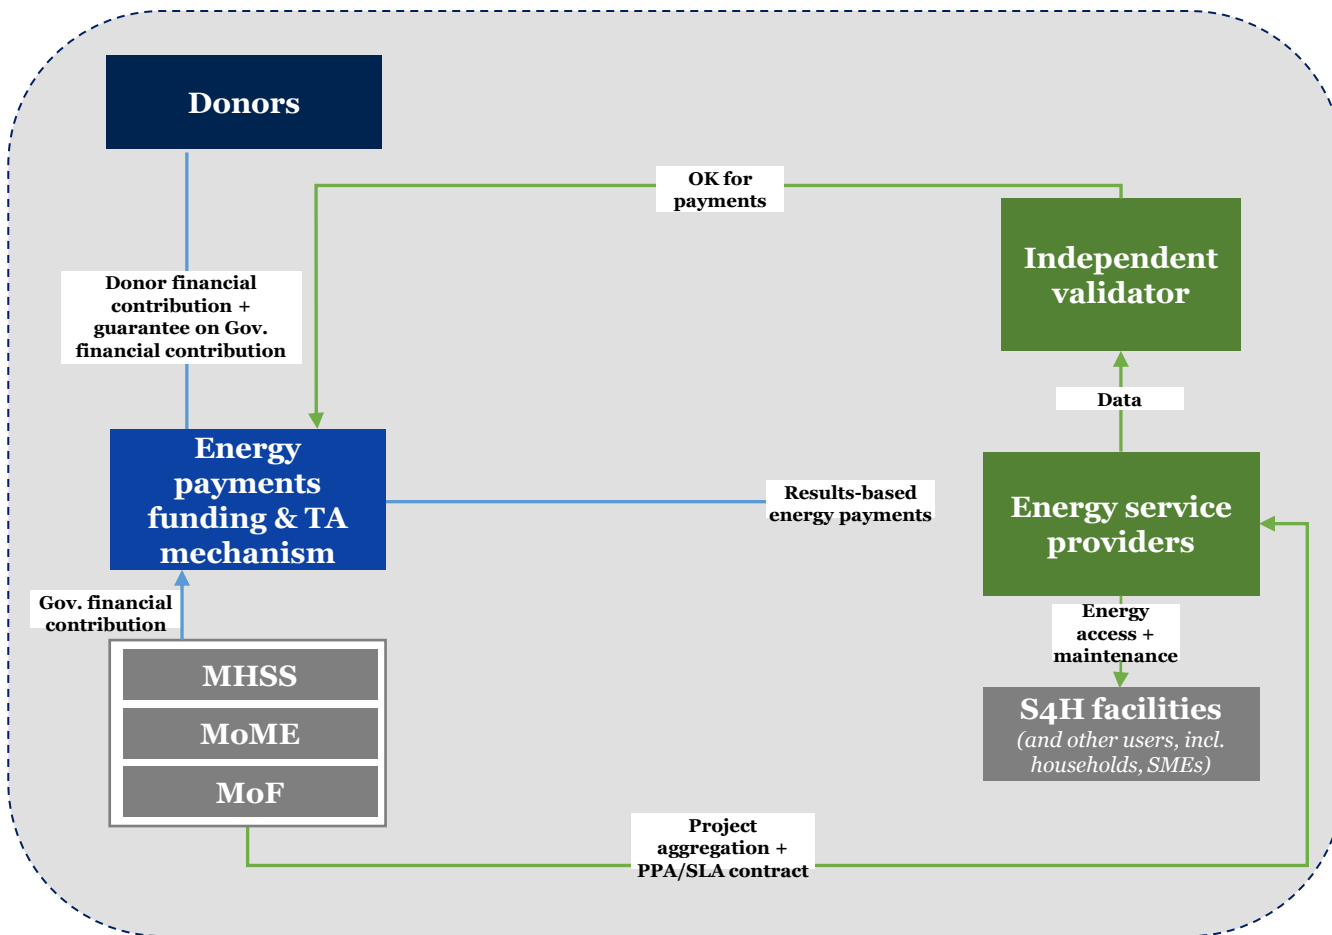 Donors
OK for
payments
Independent
validator
Donor financial
contribution +
guarantee on Gov.
financial contribution
Data
Energy
payments
funding & TA
mechanism
Results-based
energy payments
Energy service
providers
Gov. financial
contribution
Energy
access +
maintenance
MHSS
MoME
MoF
S4H facilities
(and other users, incl.
households, SMEs)
Project
aggregation +
PPA/SLA contract